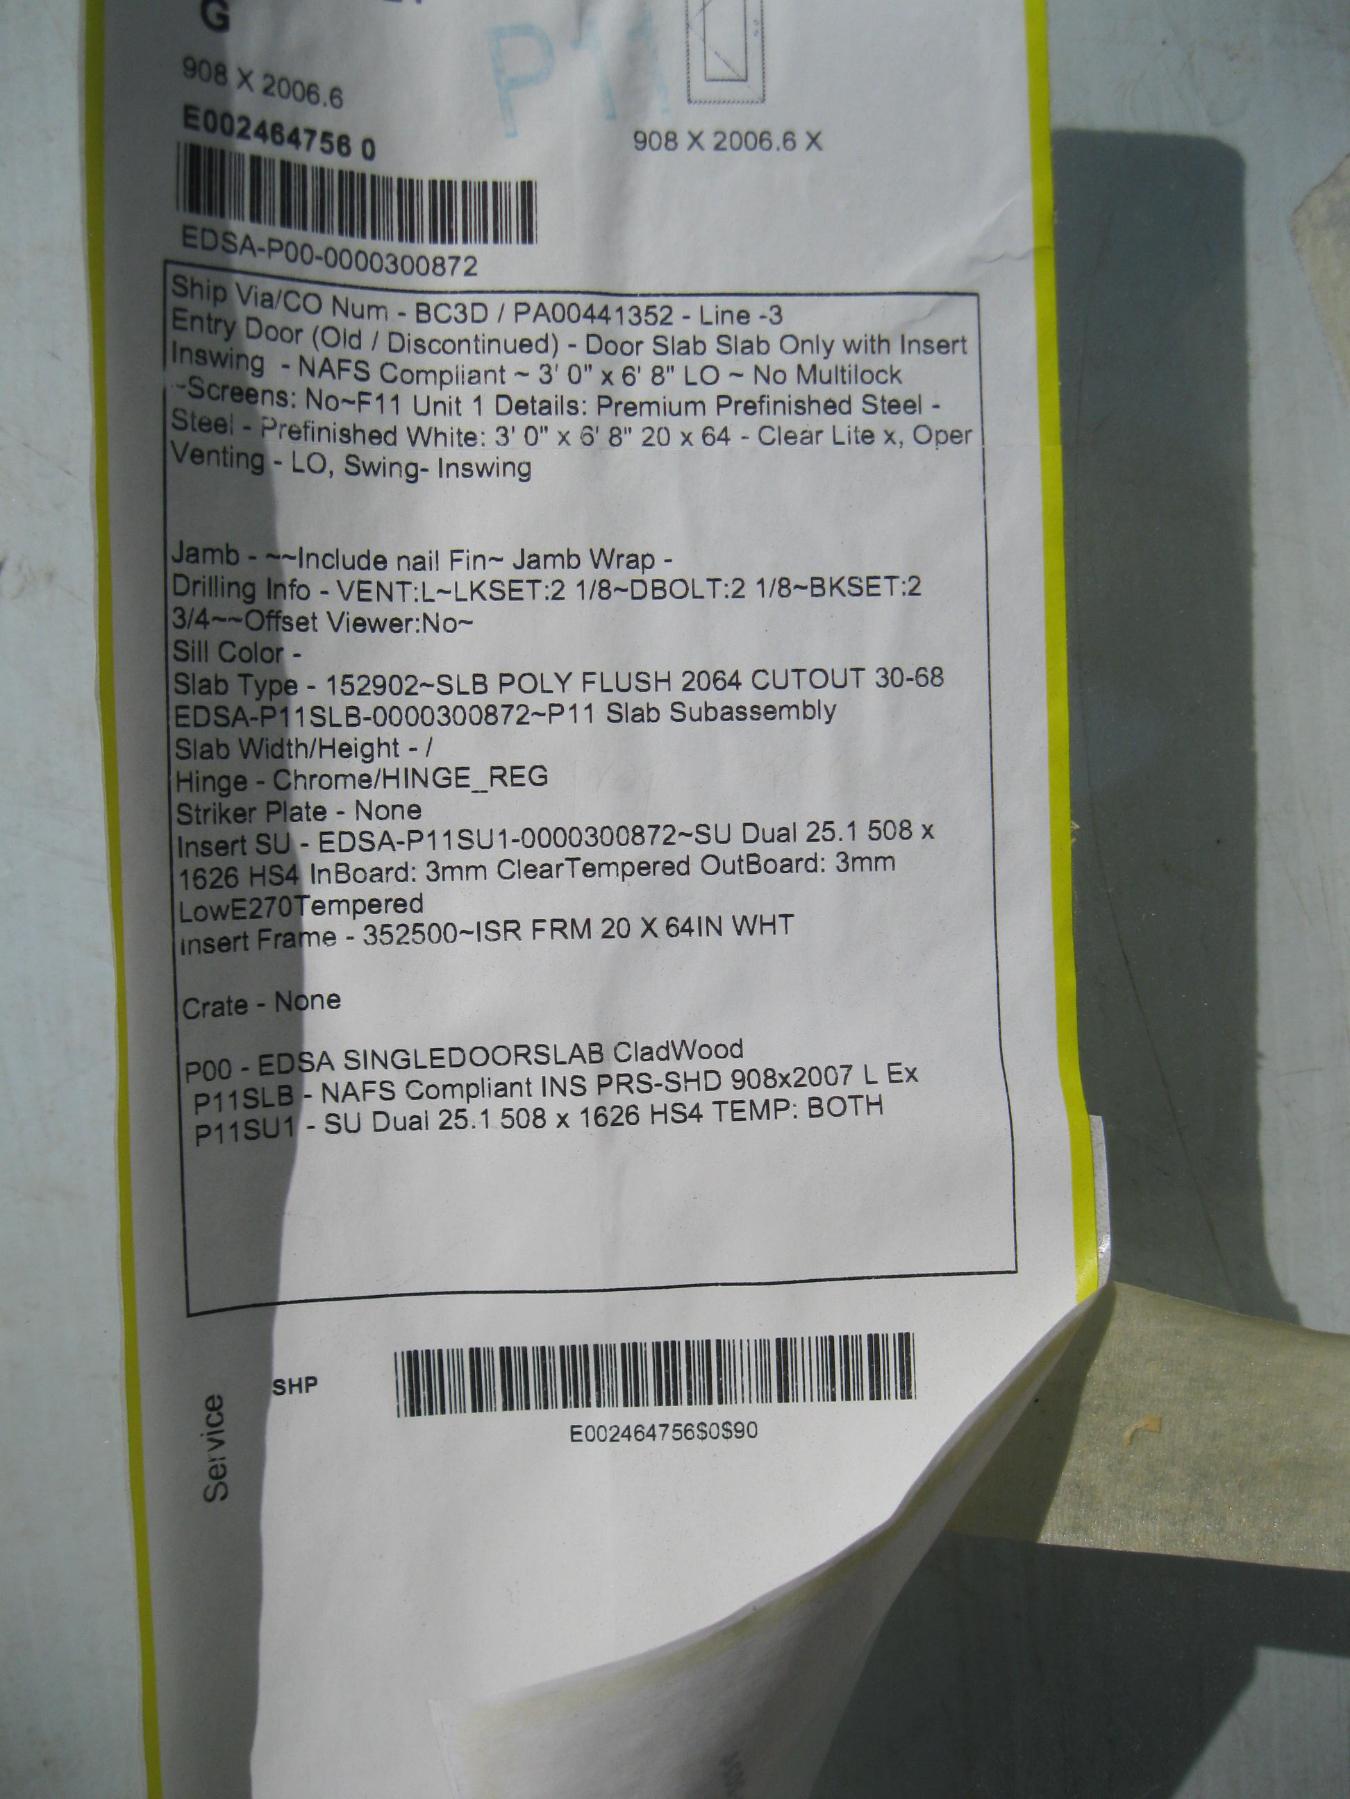 G
P11
908 X 2006.6
908 X 2006.6 X
E002464756 0
EDSA-P00-0000300872
Ship Via/CO Num - BC3D / PA00441352 - Line -3
Entry Door (Old / Discontinued) - Door Slab Slab Only with Insert
Inswing - NAFS Compliant ~ 3' 0" x 6' 8" LO ~ No Multilock
~Screens: No~F11 Unit 1 Details: Premium Prefinished Steel -
Steel - Prefinished White: 3' 0" x 6' 8" 20 x 64 - Clear Lite x, Oper
Venting - LO, Swing- Inswing
Jamb - ~~Include nail Fin~ Jamb Wrap -
Drilling Info - VENT:L~LKSET:2 1/8~DBOLT:2 1/8~BKSET:2
3/4~~Offset Viewer:No~
Sill Color -
Slab Type - 152902~SLB POLY FLUSH 2064 CUTOUT 30-68
EDSA-P11SLB-0000300872~P11 Slab Subassembly
Slab Width/Height - /
Hinge - Chrome/HINGE_REG
Striker Plate - None
Insert SU - EDSA-P11SU1-0000300872~SU Dual 25.1 508 x
1626 HS4 InBoard: 3mm ClearTempered OutBoard: 3mm
LowE270Tempered
Insert Frame - 352500~ISR FRM 20 X 64IN WHT
Crate - None
P00 - EDSA SINGLEDOORSLAB CladWood
P11SLB - NAFS Compliant INS PRS-SHD 908x2007 L Ex
P11SU1 - SU Dual 25.1 508 x 1626 HS4 TEMP: BOTH
SHP
E002464756$0$90
Service